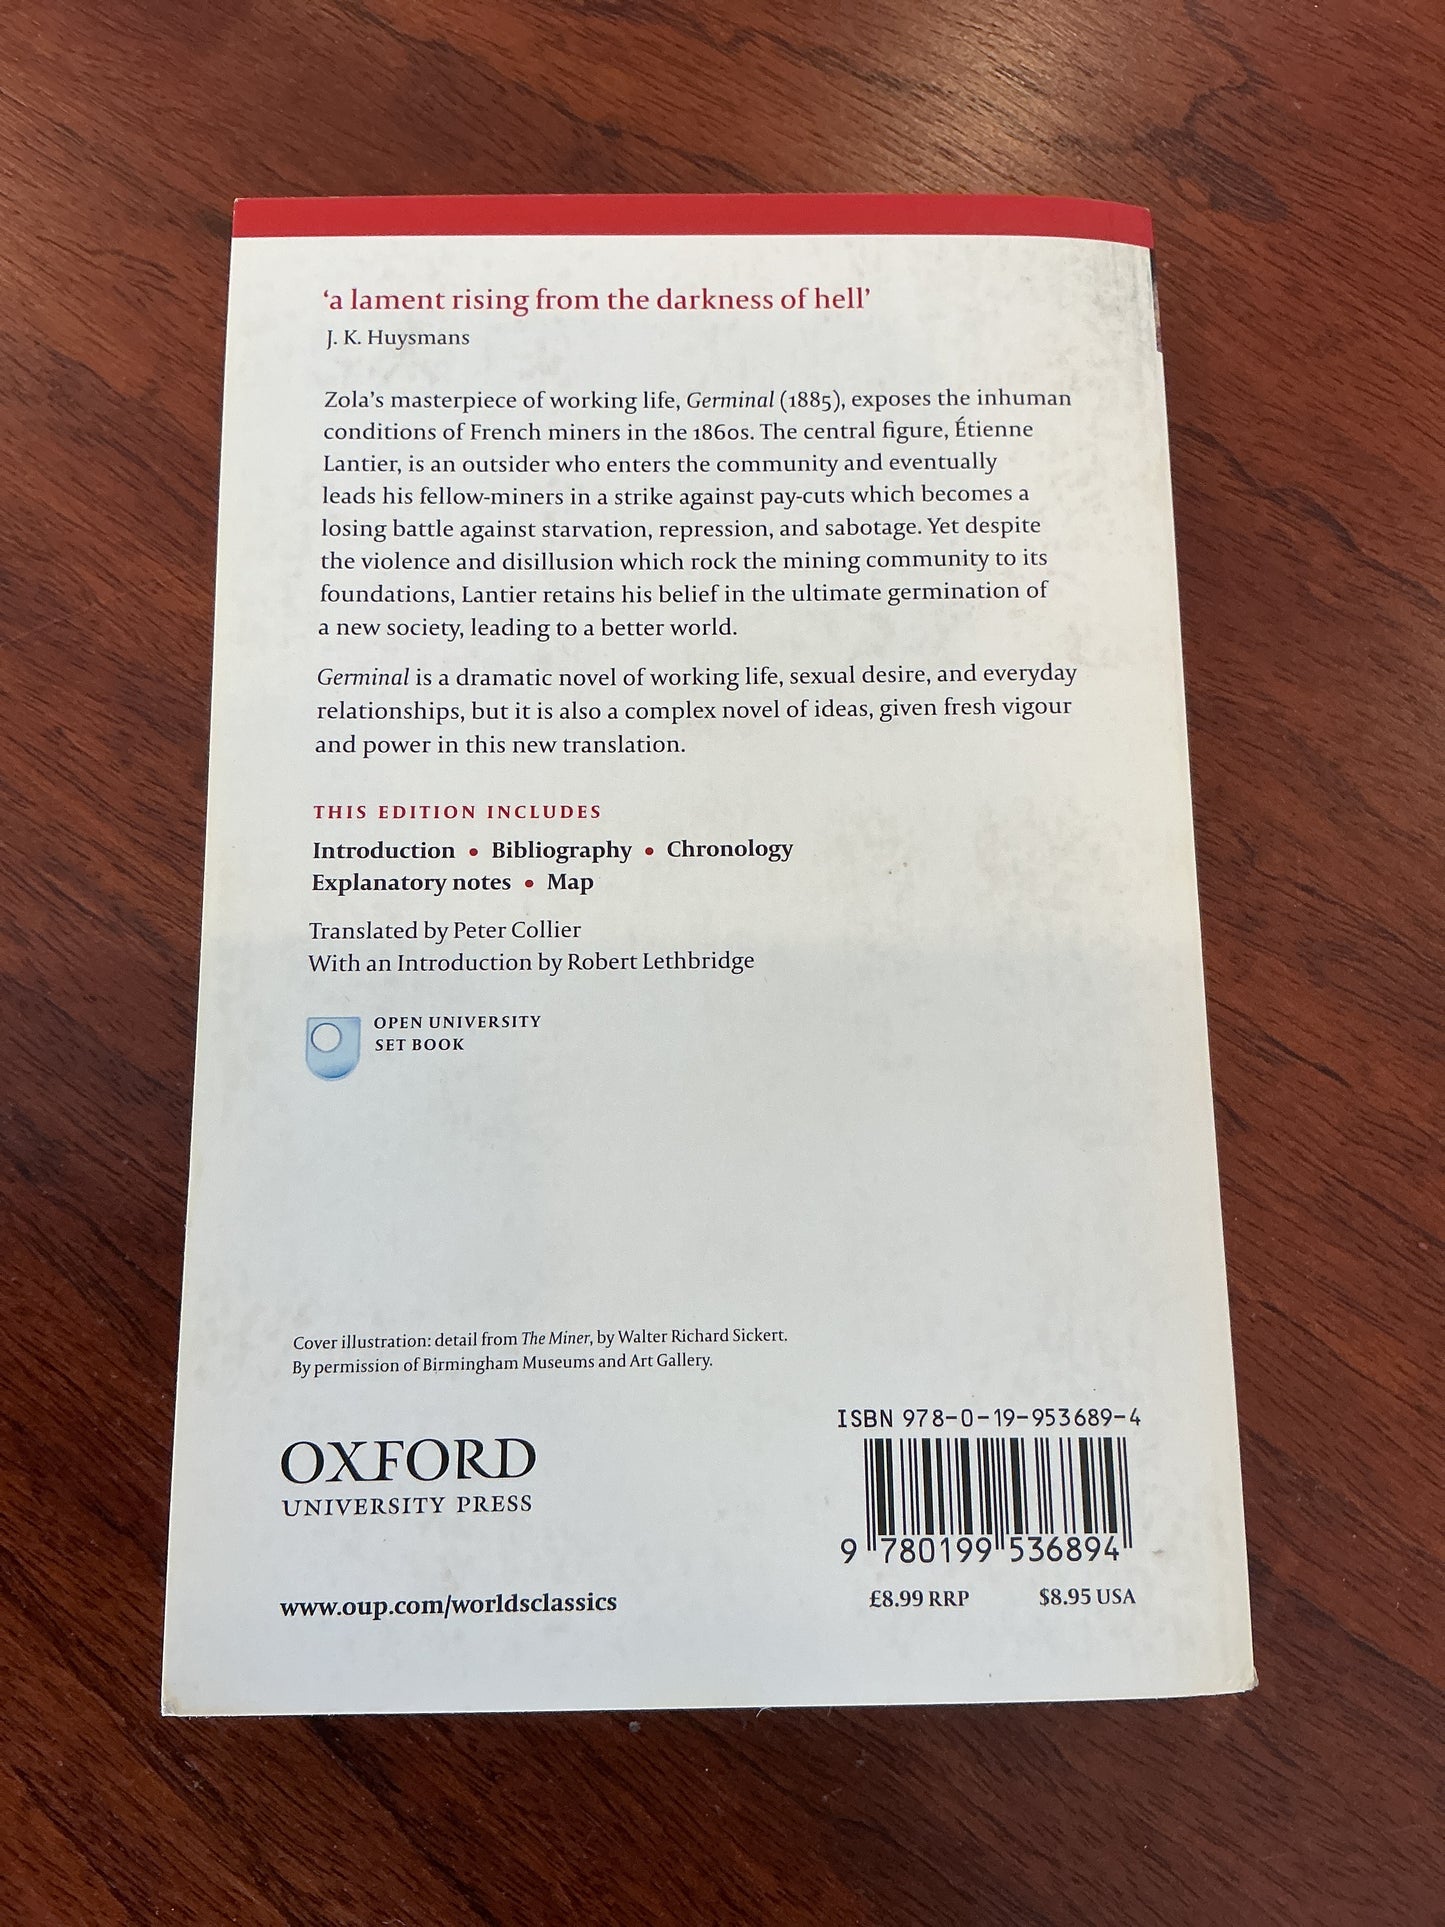 ‘a lament rising from the darkness of hell’
J. K. Huysmans
Zola’s masterpiece of working life, Germinal (1885), exposes the inhuman
conditions of French miners in the 1860s. The central figure, Étienne
Lantier, is an outsider who enters the community and eventually
leads his fellow-miners in a strike against pay-cuts which becomes a
losing battle against starvation, repression, and sabotage. Yet despite
the violence and disillusion which rock the mining community to its
foundations, Lantier retains his belief in the ultimate germination of
a new society, leading to a better world.
Germinal is a dramatic novel of working life, sexual desire, and everyday
relationships, but it is also a complex novel of ideas, given fresh vigour
and power in this new translation.
THIS EDITION INCLUDES
Introduction • Bibliography • Chronology
Explanatory notes • Map
Translated by Peter Collier
With an Introduction by Robert Lethbridge
OPEN UNIVERSITY
SET BOOK
Cover illustration: detail from The Miner, by Walter Richard Sickert.
By permission of Birmingham Museums and Art Gallery.
ISBN 978-0-19-953689-4
OXFORD
UNIVERSITY PRESS
9 780199 536894
www.oup.com/worldsclassics
£8.99 RRP $8.95 USA